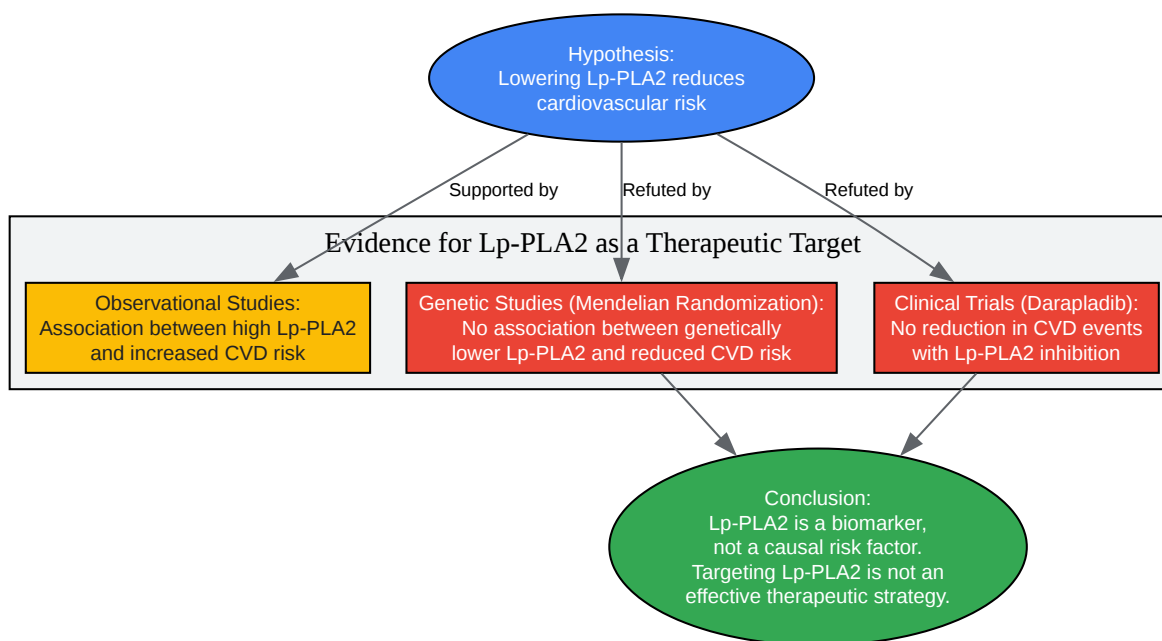 Hypothesis:
Lowering Lp-PLA2 reduces
cardiovascular risk
Supported by
Refuted by
Refuted by
Evidence for Lp-PLA2 as a Therapeutic Target
Observational Studies:
Association between high Lp-PLA2
and increased CVD risk
Genetic Studies (Mendelian Randomization):
No association between genetically
lower Lp-PLA2 and reduced CVD risk
Clinical Trials (Darapladib):
No reduction in CVD events
with Lp-PLA2 inhibition
Conclusion:
Lp-PLA2 is a biomarker,
not a causal risk factor.
Targeting Lp-PLA2 is not an
effective therapeutic strategy.